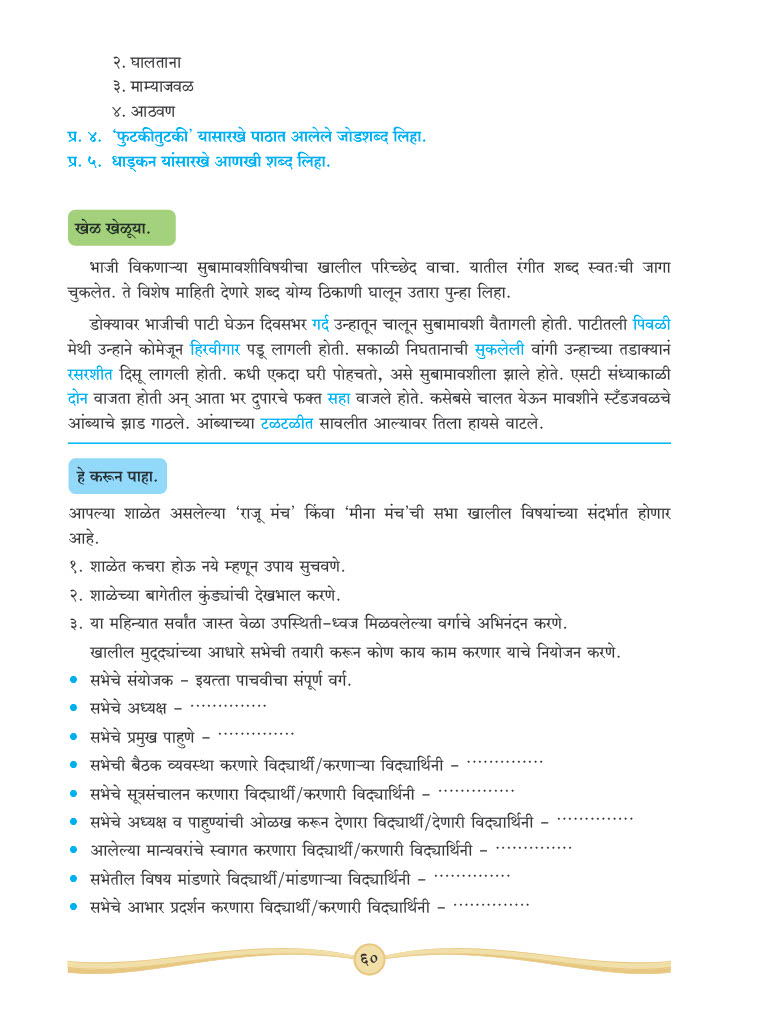 २. घालताना
३. माम्याजवळ
४. आठवण
प्र. ४. ‘फुटकीतुटकी’ यासारखे पाठात आलेले जोडशब्द लिहा.
प्र. ५. धाड्कन यांसारखे आणखी शब्द लिहा.
खेळ खेळूया.
भाजी विकणाऱ्या सुबामावशीविषयीचा खालील परिच्छेद वाचा. यातील रंगीत शब्द स्वतःची जागा
चुकलेत. ते विशेष माहिती देणारे शब्द योग्य ठिकाणी घालून उतारा पुन्हा लिहा.
डोक्यावर भाजीची पाटी घेऊन दिवसभर गर्द उन्हातून चालून सुबामावशी वैतागली होती. पाटीतली पिवळी
मेथी उन्हाने कोमेजून हिरवीगार पडू लागली होती. सकाळी निघतानाची सुकलेली वांगी उन्हाच्या तडाक्यानं
रसरशीत दिसू लागली होती. कधी एकदा घरी पोहचतो, असे सुबामावशीला झाले होते. एसटी संध्याकाळी
दोन वाजता होती अन् आता भर दुपारचे फक्त सहा वाजले होते. कसेबसे चालत येऊन मावशीने स्टँडजवळचे
आंब्याचे झाड गाठले. आंब्याच्या टळटळीत सावलीत आल्यावर तिला हायसे वाटले.
हे करून पाहा.
आपल्या शाळेत असलेल्या ‘राजू मंच’ किंवा ‘मीना मंच’ची सभा खालील विषयांच्या संदर्भात होणार
आहे.
१. शाळेत कचरा होऊ नये म्हणून उपाय सुचवणे.
२. शाळेच्या बागेतील कुंड्यांची देखभाल करणे.
३. या महिन्यात सर्वांत जास्त वेळा उपस्थिती-ध्वज मिळवलेल्या वर्गाचे अभिनंदन करणे.
खालील मुद्द्यांच्या आधारे सभेची तयारी करून कोण काय काम करणार याचे नियोजन करणे.
• सभेचे संयोजक - इयत्ता पाचवीचा संपूर्ण वर्ग.
• सभेचे अध्यक्ष - ··············
• सभेचे प्रमुख पाहुणे - ··············
• सभेची बैठक व्यवस्था करणारे विद्यार्थी/करणाऱ्या विद्यार्थिनी - ··············
• सभेचे सूत्रसंचालन करणारा विद्यार्थी/करणारी विद्यार्थिनी - ··············
• सभेचे अध्यक्ष व पाहुण्यांची ओळख करून देणारा विद्यार्थी/देणारी विद्यार्थिनी - ··············
• आलेल्या मान्यवरांचे स्वागत करणारा विद्यार्थी/करणारी विद्यार्थिनी - ··············
• सभेतील विषय मांडणारे विद्यार्थी/मांडणाऱ्या विद्यार्थिनी - ··············
• सभेचे आभार प्रदर्शन करणारा विद्यार्थी/करणारी विद्यार्थिनी - ··············
६०